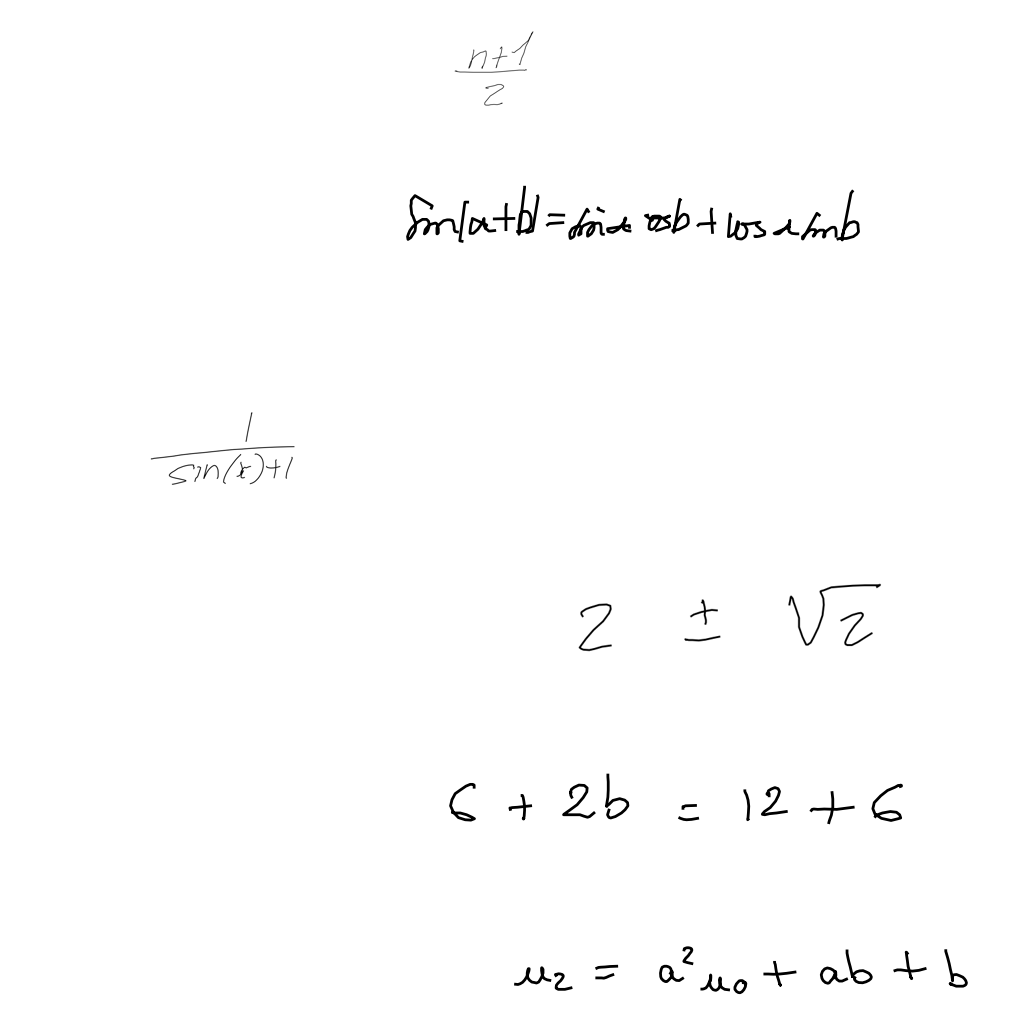 \frac{n+1}{2}
sin(a+b)=sin a cos b + cos a sin b
\frac{1}{sin(x)+1}
2 ± \sqrt{2}
6 + 2b = 12 + 6
u_2 = a^2 u_0 + ab + b